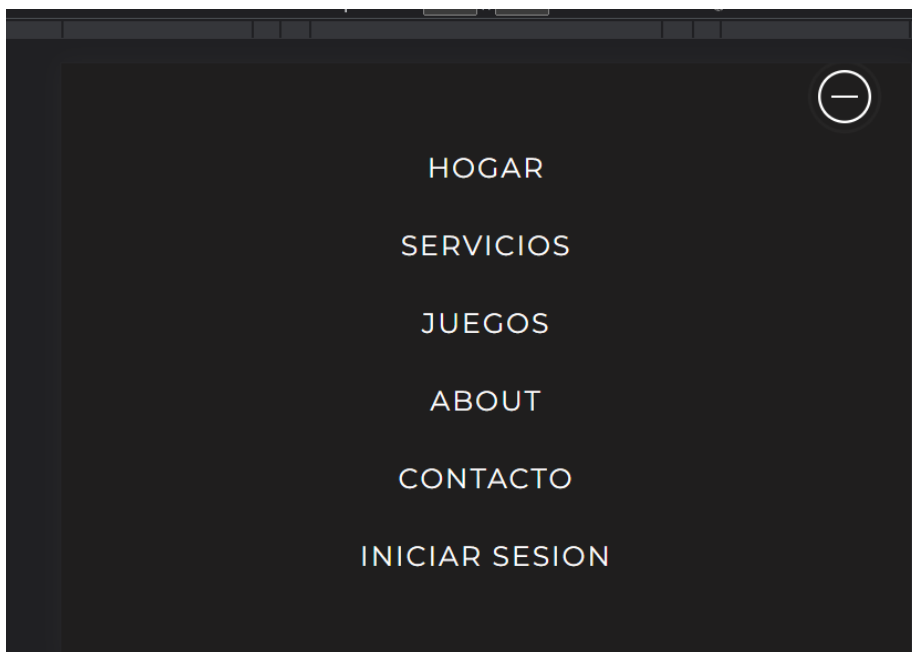 HOGAR
SERVICIOS
JUEGOS
ABOUT
CONTACTO
INICIAR SESION